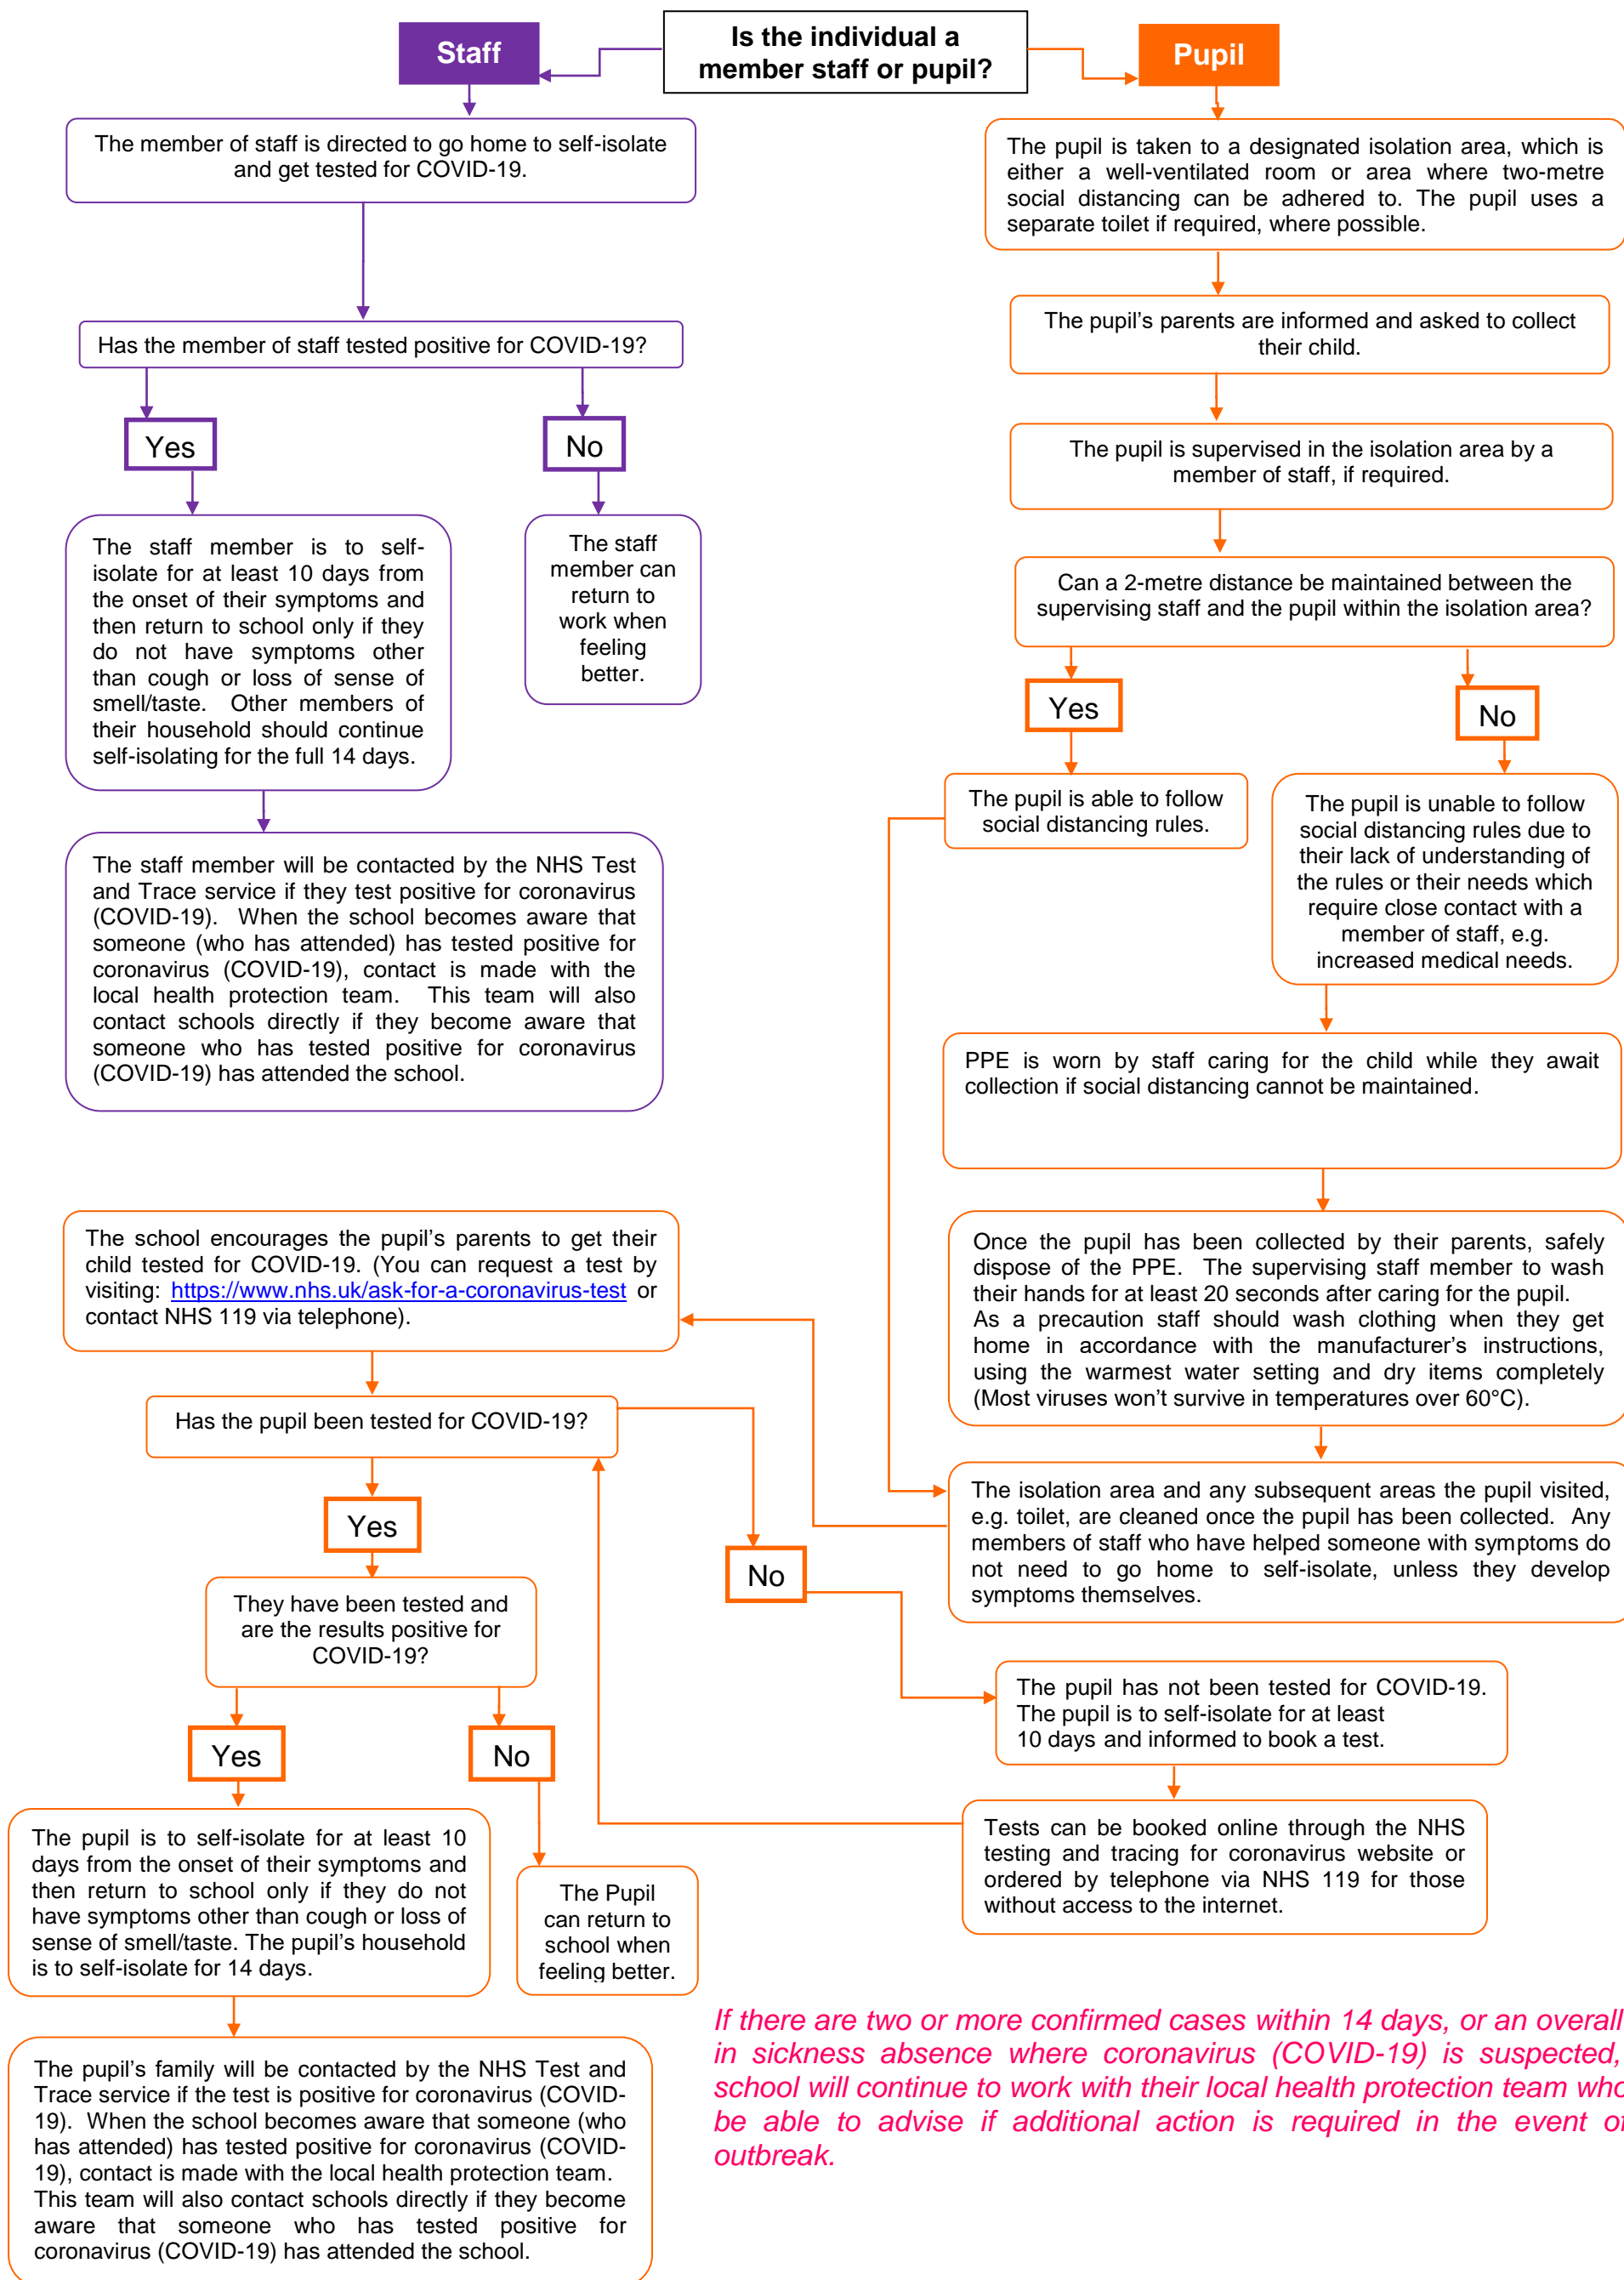 Is the individual a
member staff or pupil?
Staff
Pupil
The member of staff is directed to go home to self-isolate
and get tested for COVID-19.
Has the member of staff tested positive for COVID-19?
Yes
No
The staff member is to self-
isolate for at least 10 days from
the onset of their symptoms and
then return to school only if they
do not have symptoms other
than cough or loss of sense of
smell/taste. Other members of
their household should continue
self-isolating for the full 14 days.
The staff
member can
return to
work when
feeling
better.
The staff member will be contacted by the NHS Test
and Trace service if they test positive for coronavirus
(COVID-19). When the school becomes aware that
someone (who has attended) has tested positive for
coronavirus (COVID-19), contact is made with the
local health protection team. This team will also
contact schools directly if they become aware that
someone who has tested positive for coronavirus
(COVID-19) has attended the school.
The pupil is taken to a designated isolation area, which is
either a well-ventilated room or area where two-metre
social distancing can be adhered to. The pupil uses a
separate toilet if required, where possible.
The pupil's parents are informed and asked to collect
their child.
The pupil is supervised in the isolation area by a
member of staff, if required.
Can a 2-metre distance be maintained between the
supervising staff and the pupil within the isolation area?
Yes
No
The pupil is able to follow
social distancing rules.
The pupil is unable to follow
social distancing rules due to
their lack of understanding of
the rules or their needs which
require close contact with a
member of staff, e.g.
increased medical needs.
PPE is worn by staff caring for the child while they await
collection if social distancing cannot be maintained.
Once the pupil has been collected by their parents, safely
dispose of the PPE. The supervising staff member to wash
their hands for at least 20 seconds after caring for the pupil.
As a precaution staff should wash clothing when they get
home in accordance with the manufacturer's instructions,
using the warmest water setting and dry items completely
(Most viruses won't survive in temperatures over 60°C).
The isolation area and any subsequent areas the pupil visited,
e.g. toilet, are cleaned once the pupil has been collected. Any
members of staff who have helped someone with symptoms do
not need to go home to self-isolate, unless they develop
symptoms themselves.
The school encourages the pupil's parents to get their
child tested for COVID-19. (You can request a test by
visiting: https://www.nhs.uk/ask-for-a-coronavirus-test or
contact NHS 119 via telephone).
Has the pupil been tested for COVID-19?
Yes
No
They have been tested and
are the results positive for
COVID-19?
Yes
No
The pupil has not been tested for COVID-19.
The pupil is to self-isolate for at least
10 days and informed to book a test.
Tests can be booked online through the NHS
testing and tracing for coronavirus website or
ordered by telephone via NHS 119 for those
without access to the internet.
The pupil is to self-isolate for at least 10
days from the onset of their symptoms and
then return to school only if they do not
have symptoms other than cough or loss of
sense of smell/taste. The pupil's household
is to self-isolate for 14 days.
The Pupil
can return to
school when
feeling better.
The pupil's family will be contacted by the NHS Test and
Trace service if the test is positive for coronavirus (COVID-
19). When the school becomes aware that someone (who
has attended) has tested positive for coronavirus (COVID-
19), contact is made with the local health protection team.
This team will also contact schools directly if they become
aware that someone who has tested positive for
coronavirus (COVID-19) has attended the school.
If there are two or more confirmed cases within 14 days, or an overall
in sickness absence where coronavirus (COVID-19) is suspected,
school will continue to work with their local health protection team who
be able to advise if additional action is required in the event of
outbreak.